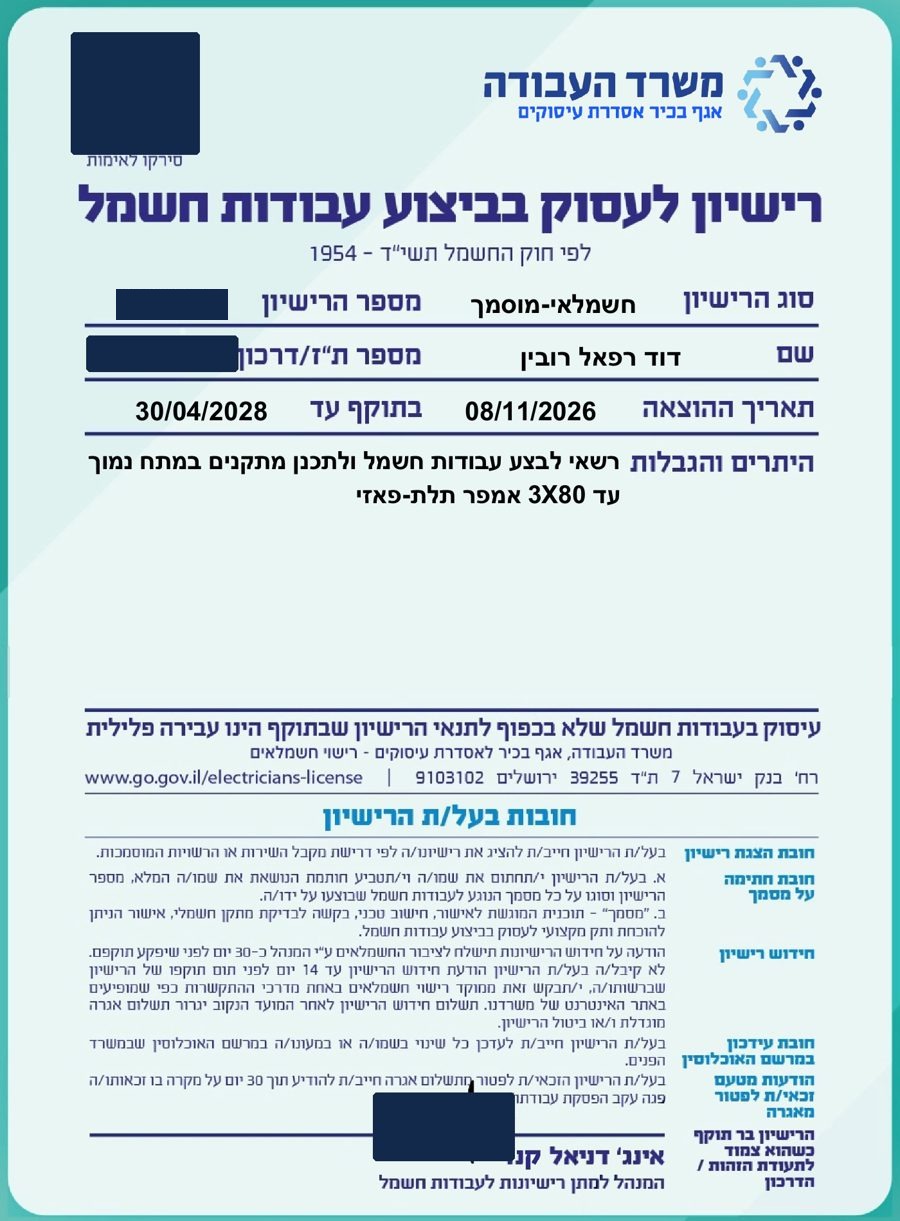 משרד העבודה
אגף בכיר אסדרת עיסוקים
סירקו לאימות
רישיון לעסוק בביצוע עבודות חשמל
לפי חוק החשמל תשי"ד - 1954
סוג הרישיון חשמלאי-מוסמך מספר הרישיון
שם דוד רפאל רובין מספר ת"ז/דרכון
תאריך ההוצאה 08/11/2026 בתוקף עד 30/04/2028
היתרים והגבלות רשאי לבצע עבודות חשמל ולתכנן מתקנים במתח נמוך
עד 3X80 אמפר תלת-פאזי
עיסוק בעבודות חשמל שלא בכפוף לתנאי הרישיון שבתוקף הינו עבירה פלילית
משרד העבודה, אגף בכיר לאסדרת עיסוקים - רישוי חשמלאים
רח' בנק ישראל 7 ת"ד 39255 ירושלים 9103102 | www.go.gov.il/electricians-license
חובות בעל/ת הרישיון
חובת הצגת רישיון בעל/ת הרישיון חייב/ת להציג את רישיונו/ה לפי דרישת מקבל השירות או הרשויות המוסמכות.
חובת חתימה א. בעל/ת הרישיון י/תחתום את שמו/ה וי/תטביע חותמת הנושאת את שמו/ה המלא, מספר
על מסמך הרישיון וסוגו על כל מסמך הנוגע לעבודות חשמל שבוצעו על ידו/ה.
ב. "מסמך" - תוכנית המוגשת לאישור, חישוב טכני, בקשה לבדיקת מתקן חשמלי, אישור הניתן
להוכחת ותק מקצועי לעסוק בביצוע עבודות חשמל.
חידוש רישיון הודעה על חידוש הרישיונות תישלח לציבור החשמלאים ע"י המנהל כ-30 יום לפני שיפקע תוקפם.
לא קיבל/ה בעל/ת הרישיון הודעת חידוש הרישיון עד 14 יום לפני תום תוקפו של הרישיון
שברשותו/ה, י/תבקש זאת ממוקד רישוי חשמלאים באחת מדרכי ההתקשרות כפי שמופיעים
באתר האינטרנט של משרדנו. תשלום חידוש הרישיון לאחר המועד הנקוב יגרור תשלום אגרה
מוגדלת ו/או ביטול הרישיון.
חובת עידכון בעל/ת הרישיון חייב/ת לעדכן כל שינוי בשמו/ה או במעונו/ה במרשם האוכלוסין שבמשרד
במרשם האוכלוסין הפנים.
הודעות מטעם בעל/ת הרישיון הזכאי/ת לפטור מתשלום אגרה חייב/ת להודיע תוך 30 יום על מקרה בו זכאותו/ה
זכאי/ת לפטור פגה עקב הפסקת
מאגרה
הרישיון בר תוקף
כשהוא צמוד
לתעודת הזהות /
הדרכון
אינג' דניאל
המנהל למתן רישיונות לעבודות חשמל